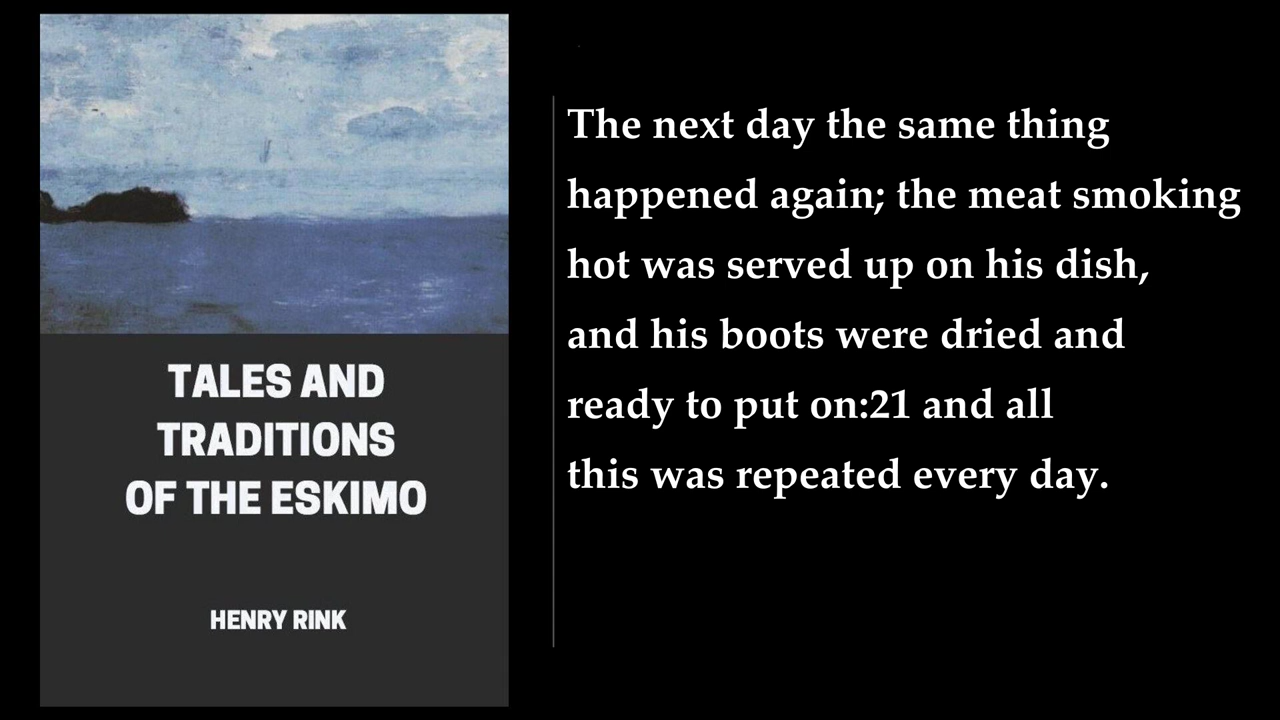 TALES AND
TRADITIONS
OF THE ESKIMO
HENRY RINK
The next day the same thing
happened again; the meat smoking
hot was served up on his dish,
and his boots were dried and
ready to put on:21 and all
this was repeated every day.